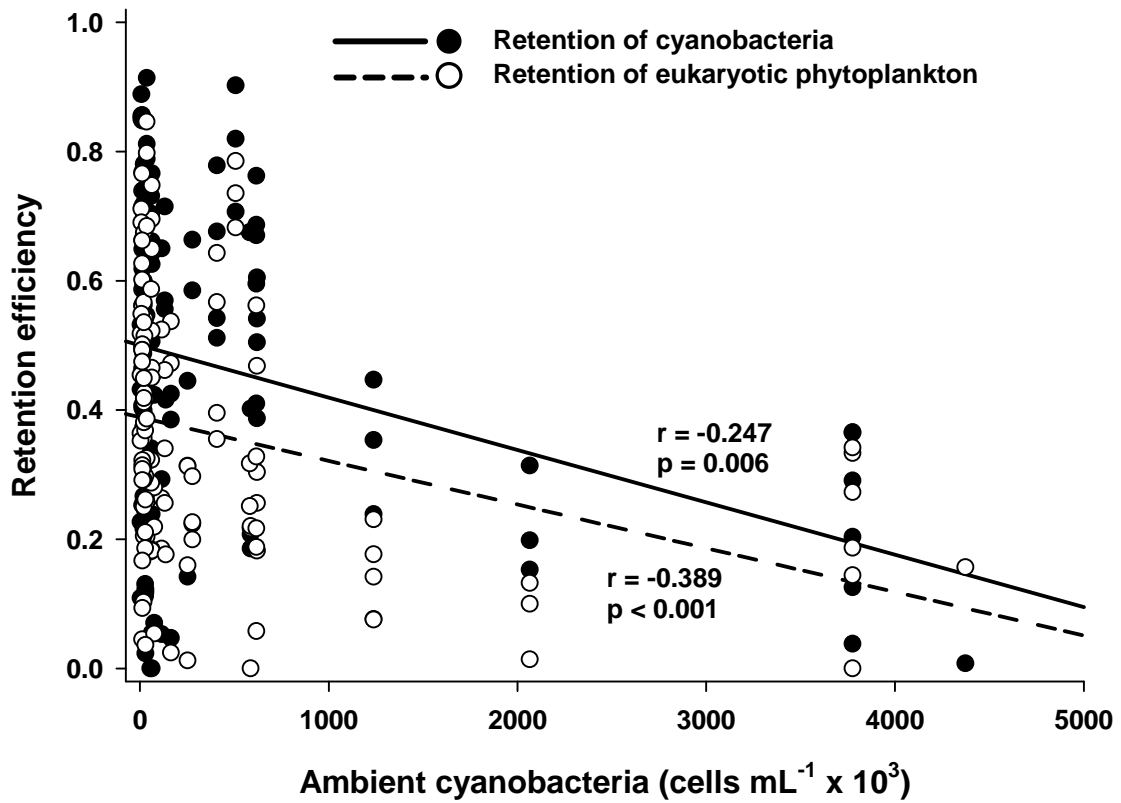 Retention of cyanobacteria
Retention of eukaryotic phytoplankton
Retention efficiency
1.0
0.8
0.6
0.4
0.2
0.0
r = -0.247
p = 0.006
r = -0.389
p < 0.001
0 1000 2000 3000 4000 5000
Ambient cyanobacteria (cells mL⁻¹ x 10³)